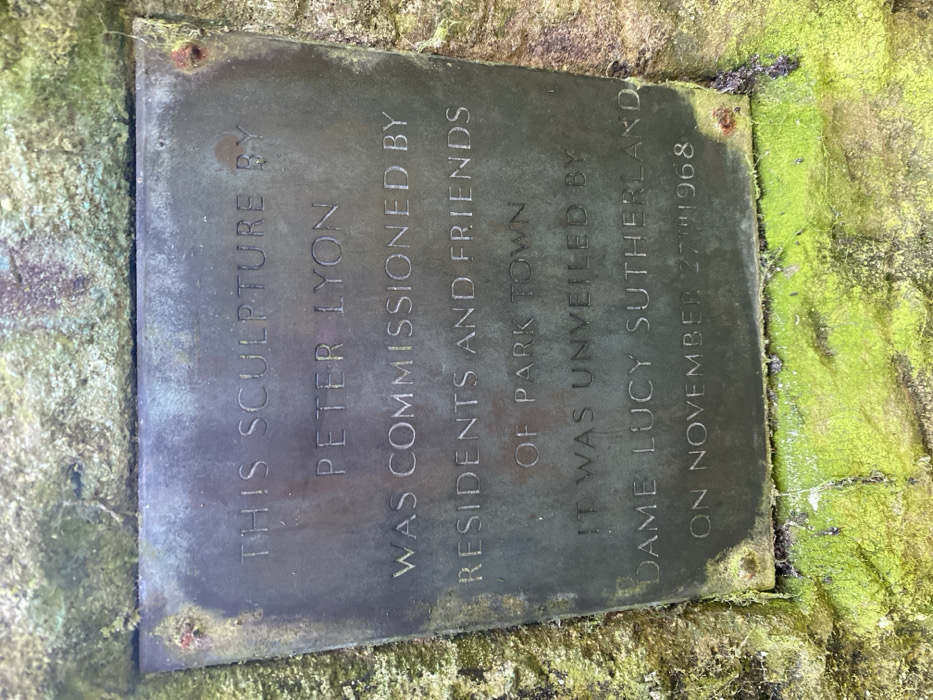 THIS SCULPTURE BY
PETER LYON
WAS COMMISSIONED BY
RESIDENTS AND FRIENDS
OF PARK TOWN
IT WAS UNVEILED BY
DAME LUCY SUTHERLAND
ON NOVEMBER 27TH 1968